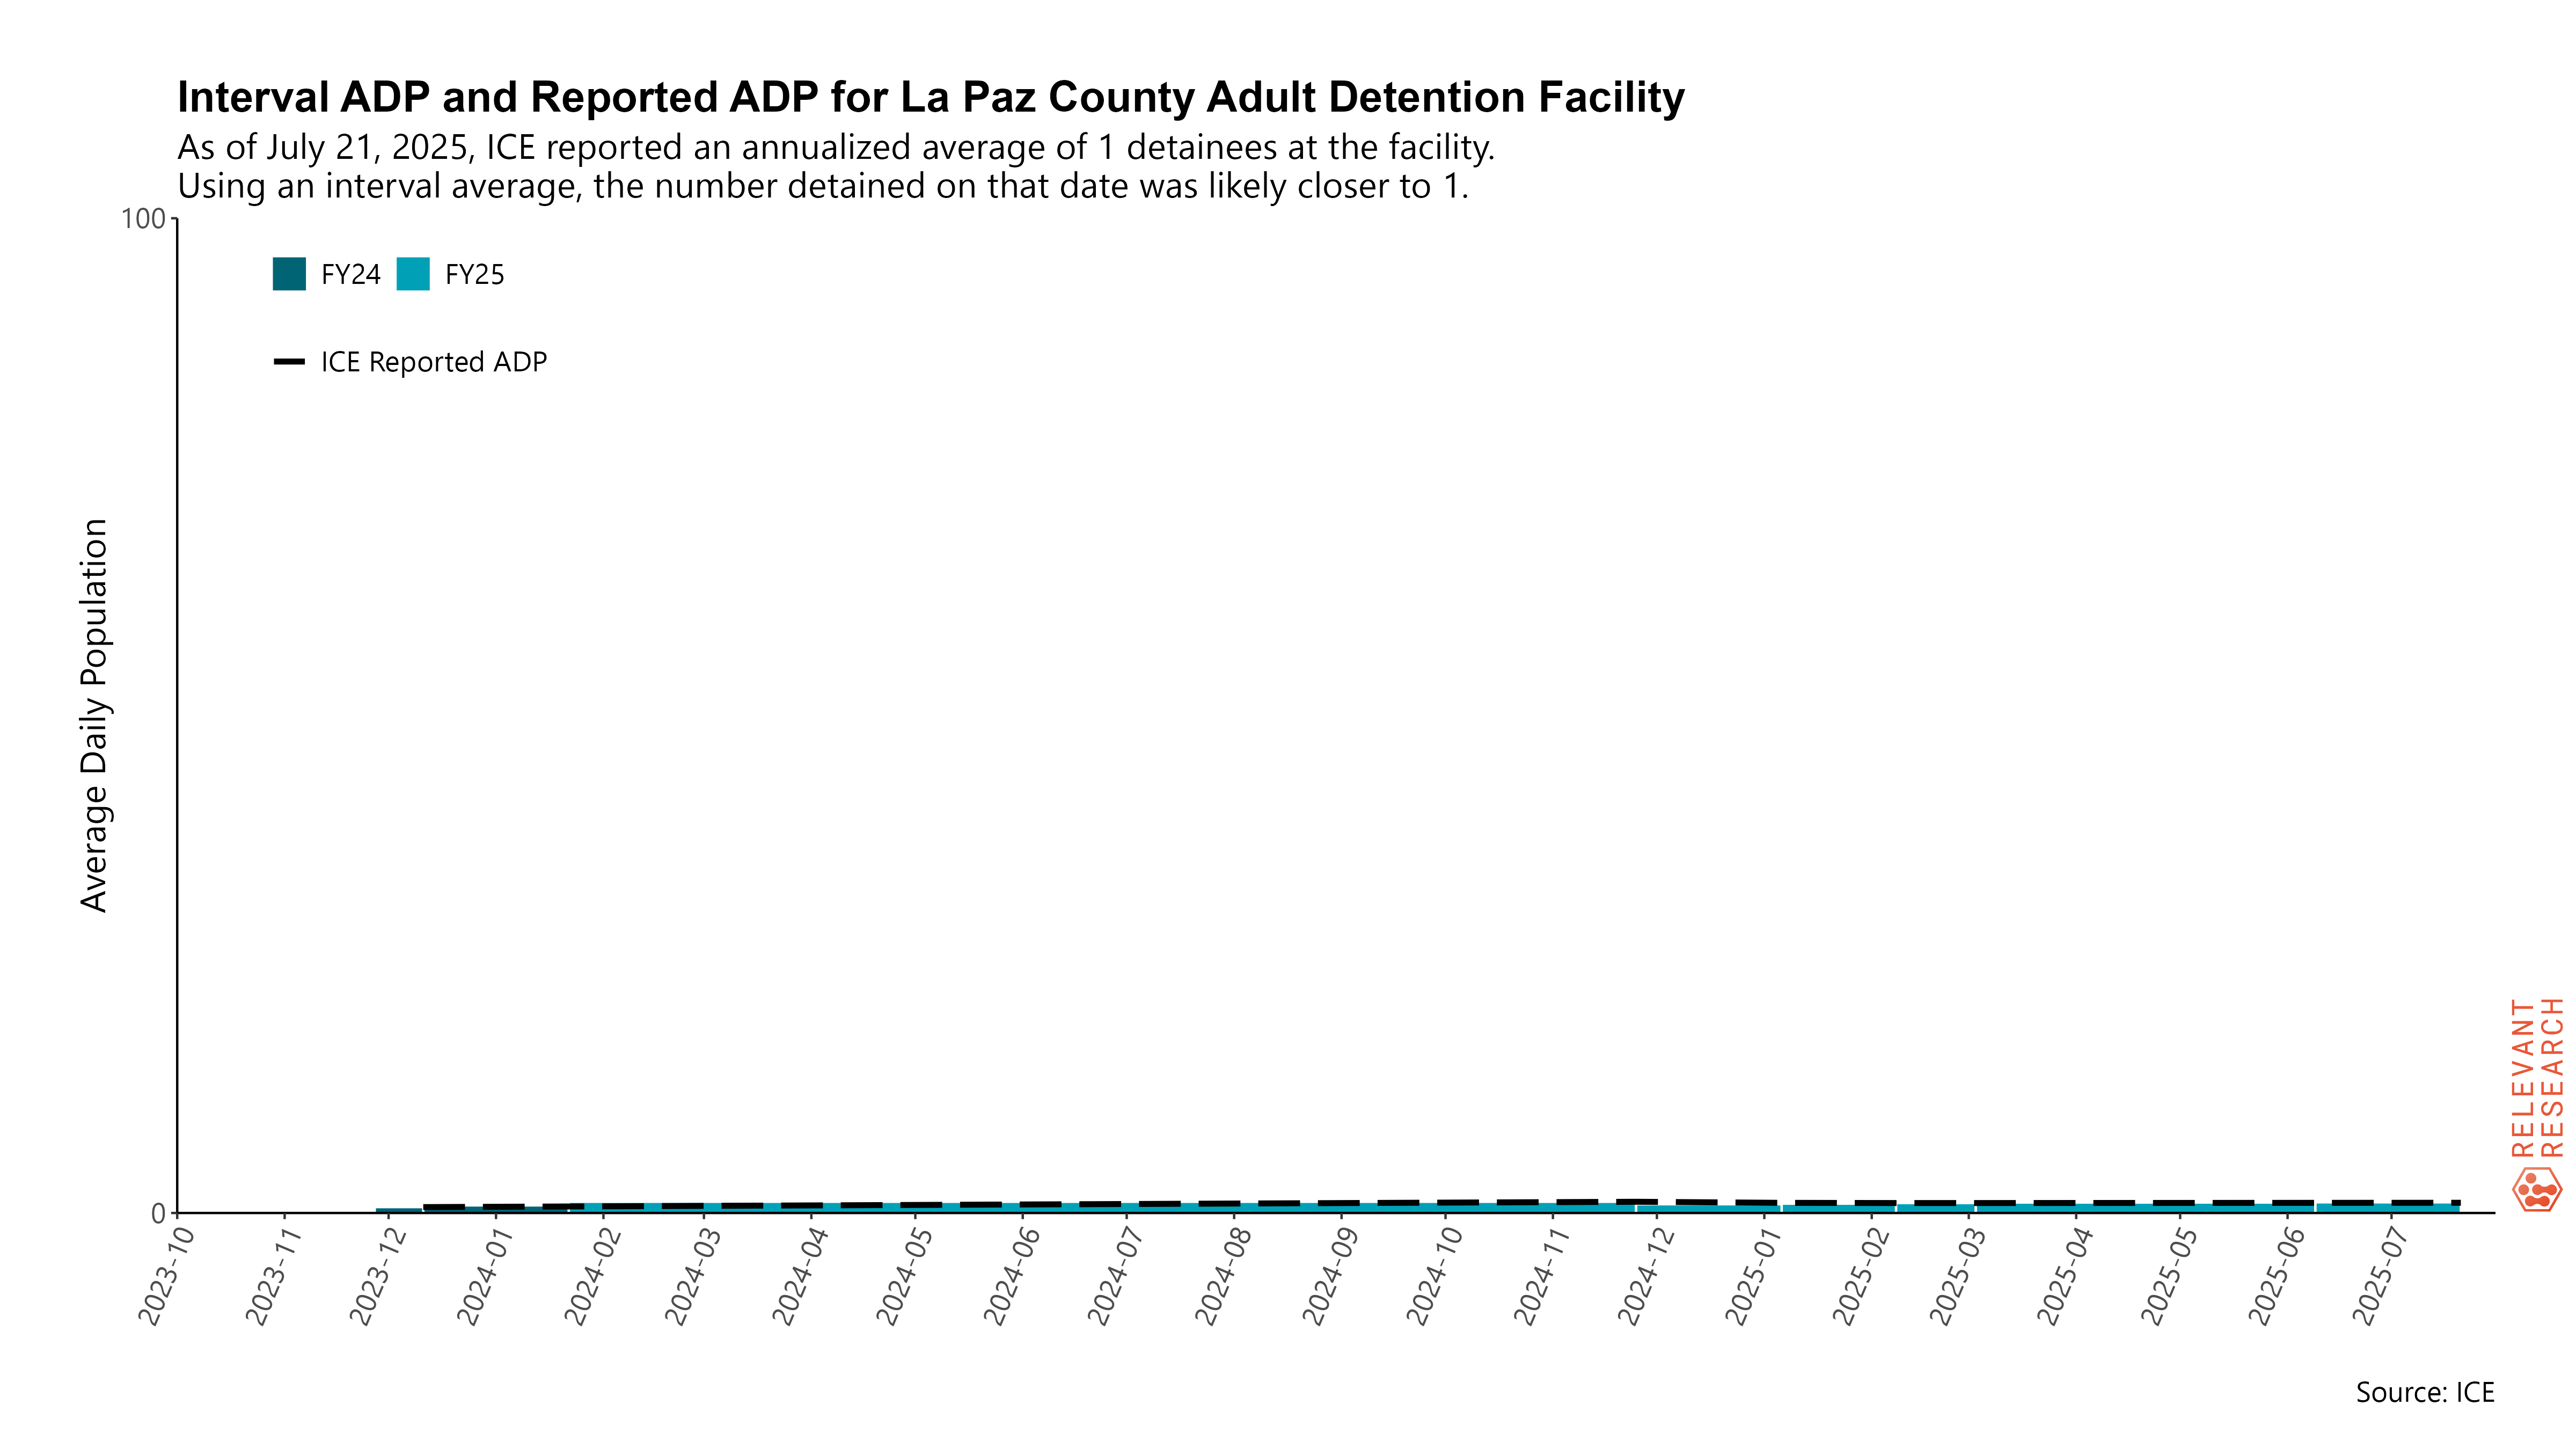 Interval ADP and Reported ADP for La Paz County Adult Detention Facility
As of July 21, 2025, ICE reported an annualized average of 1 detainees at the facility.
Using an interval average, the number detained on that date was likely closer to 1.
100
FY24 FY25
ICE Reported ADP
Average Daily Population
0
2023-10 2023-11 2023-12 2024-01 2024-02 2024-03 2024-04 2024-05 2024-06 2024-07 2024-08 2024-09 2024-10 2024-11 2024-12 2025-01 2025-02 2025-03 2025-04 2025-05 2025-06 2025-07
RELEVANT
RESEARCH
Source: ICE